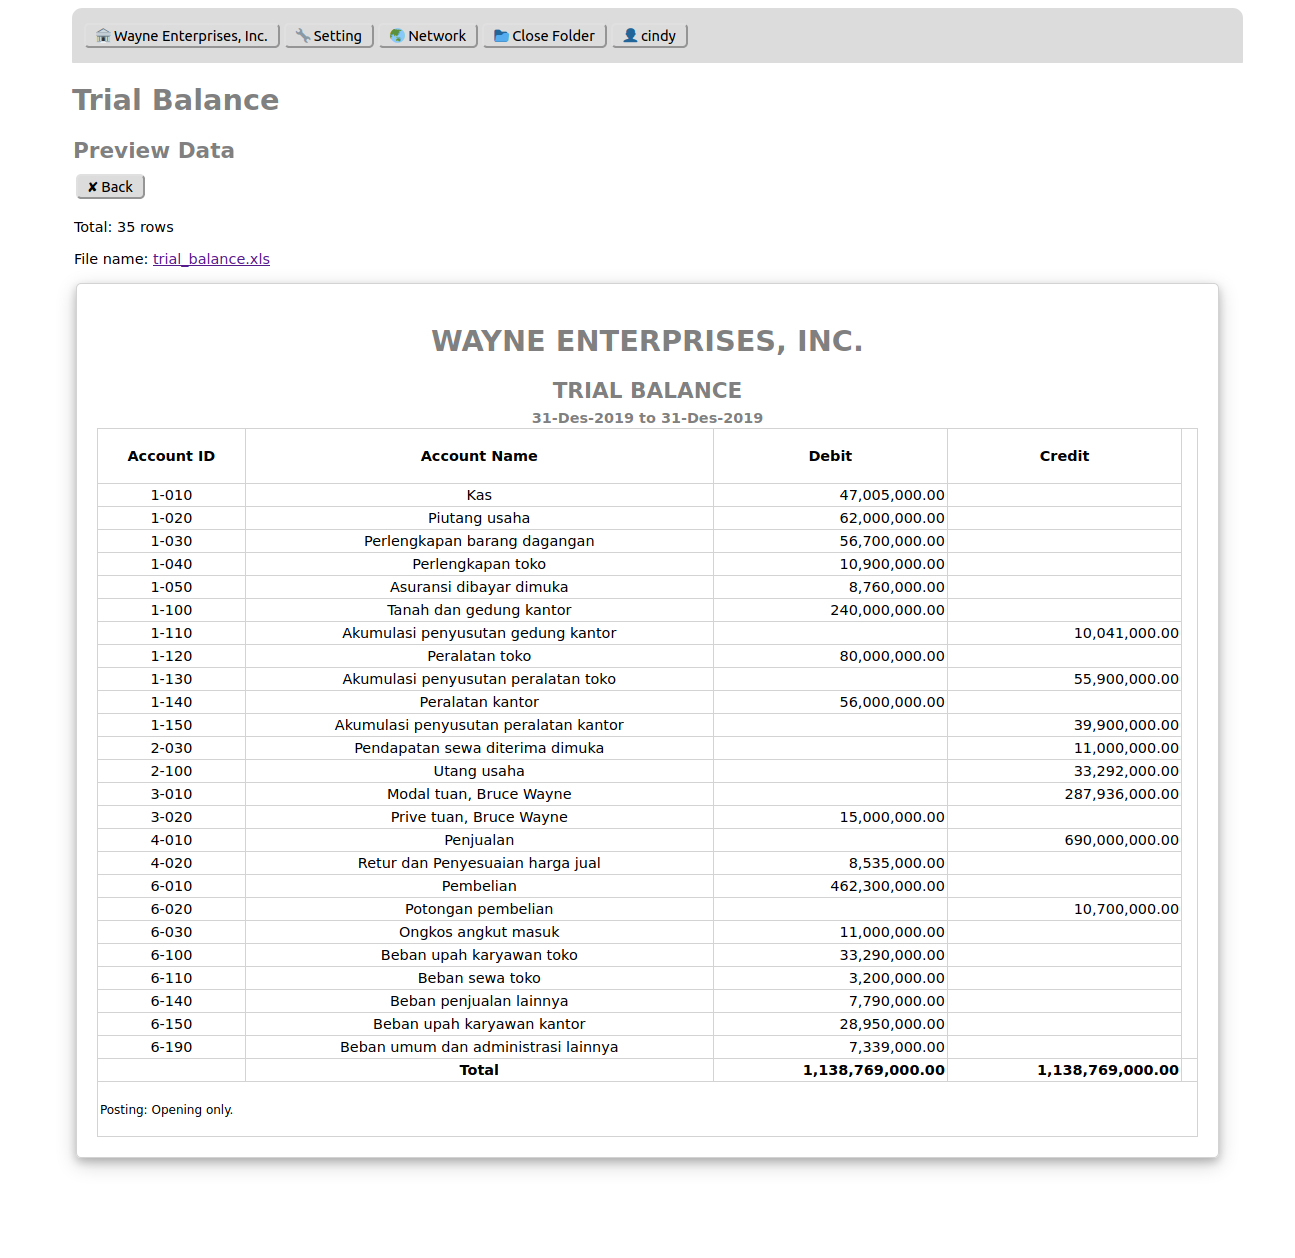 Wayne Enterprises, Inc. Setting Network Close Folder cindy
Trial Balance
Preview Data
✘ Back
Total: 35 rows
File name: trial_balance.xls
WAYNE ENTERPRISES, INC.
TRIAL BALANCE
31-Des-2019 to 31-Des-2019
Account ID Account Name Debit Credit
1-010 Kas 47,005,000.00
1-020 Piutang usaha 62,000,000.00
1-030 Perlengkapan barang dagangan 56,700,000.00
1-040 Perlengkapan toko 10,900,000.00
1-050 Asuransi dibayar dimuka 8,760,000.00
1-100 Tanah dan gedung kantor 240,000,000.00
1-110 Akumulasi penyusutan gedung kantor 10,041,000.00
1-120 Peralatan toko 80,000,000.00
1-130 Akumulasi penyusutan peralatan toko 55,900,000.00
1-140 Peralatan kantor 56,000,000.00
1-150 Akumulasi penyusutan peralatan kantor 39,900,000.00
2-030 Pendapatan sewa diterima dimuka 11,000,000.00
2-100 Utang usaha 33,292,000.00
3-010 Modal tuan, Bruce Wayne 287,936,000.00
3-020 Prive tuan, Bruce Wayne 15,000,000.00
4-010 Penjualan 690,000,000.00
4-020 Retur dan Penyesuaian harga jual 8,535,000.00
6-010 Pembelian 462,300,000.00
6-020 Potongan pembelian 10,700,000.00
6-030 Ongkos angkut masuk 11,000,000.00
6-100 Beban upah karyawan toko 33,290,000.00
6-110 Beban sewa toko 3,200,000.00
6-140 Beban penjualan lainnya 7,790,000.00
6-150 Beban upah karyawan kantor 28,950,000.00
6-190 Beban umum dan administrasi lainnya 7,339,000.00
Total 1,138,769,000.00 1,138,769,000.00
Posting: Opening only.